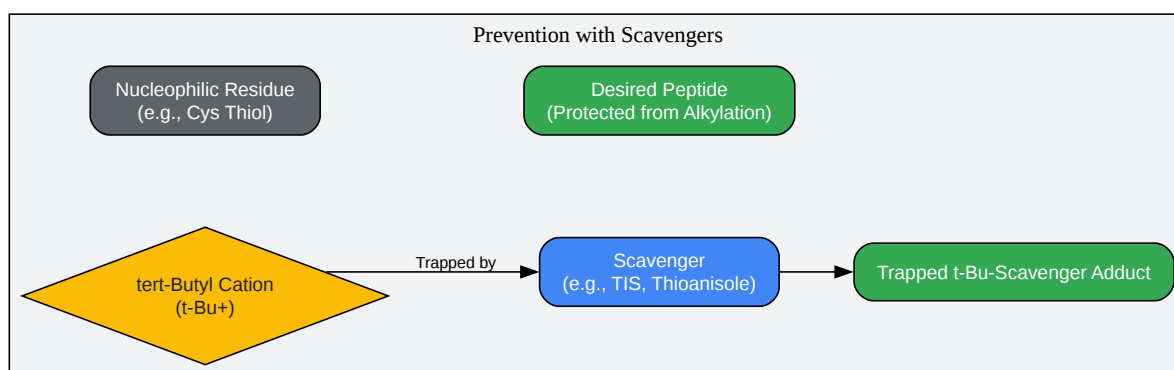 Prevention with Scavengers
Nucleophilic Residue
(e.g., Cys Thiol)
Desired Peptide
(Protected from Alkylation)
tert-Butyl Cation
(t-Bu+)
Trapped by
Scavenger
(e.g., TIS, Thioanisole)
Trapped t-Bu-Scavenger Adduct